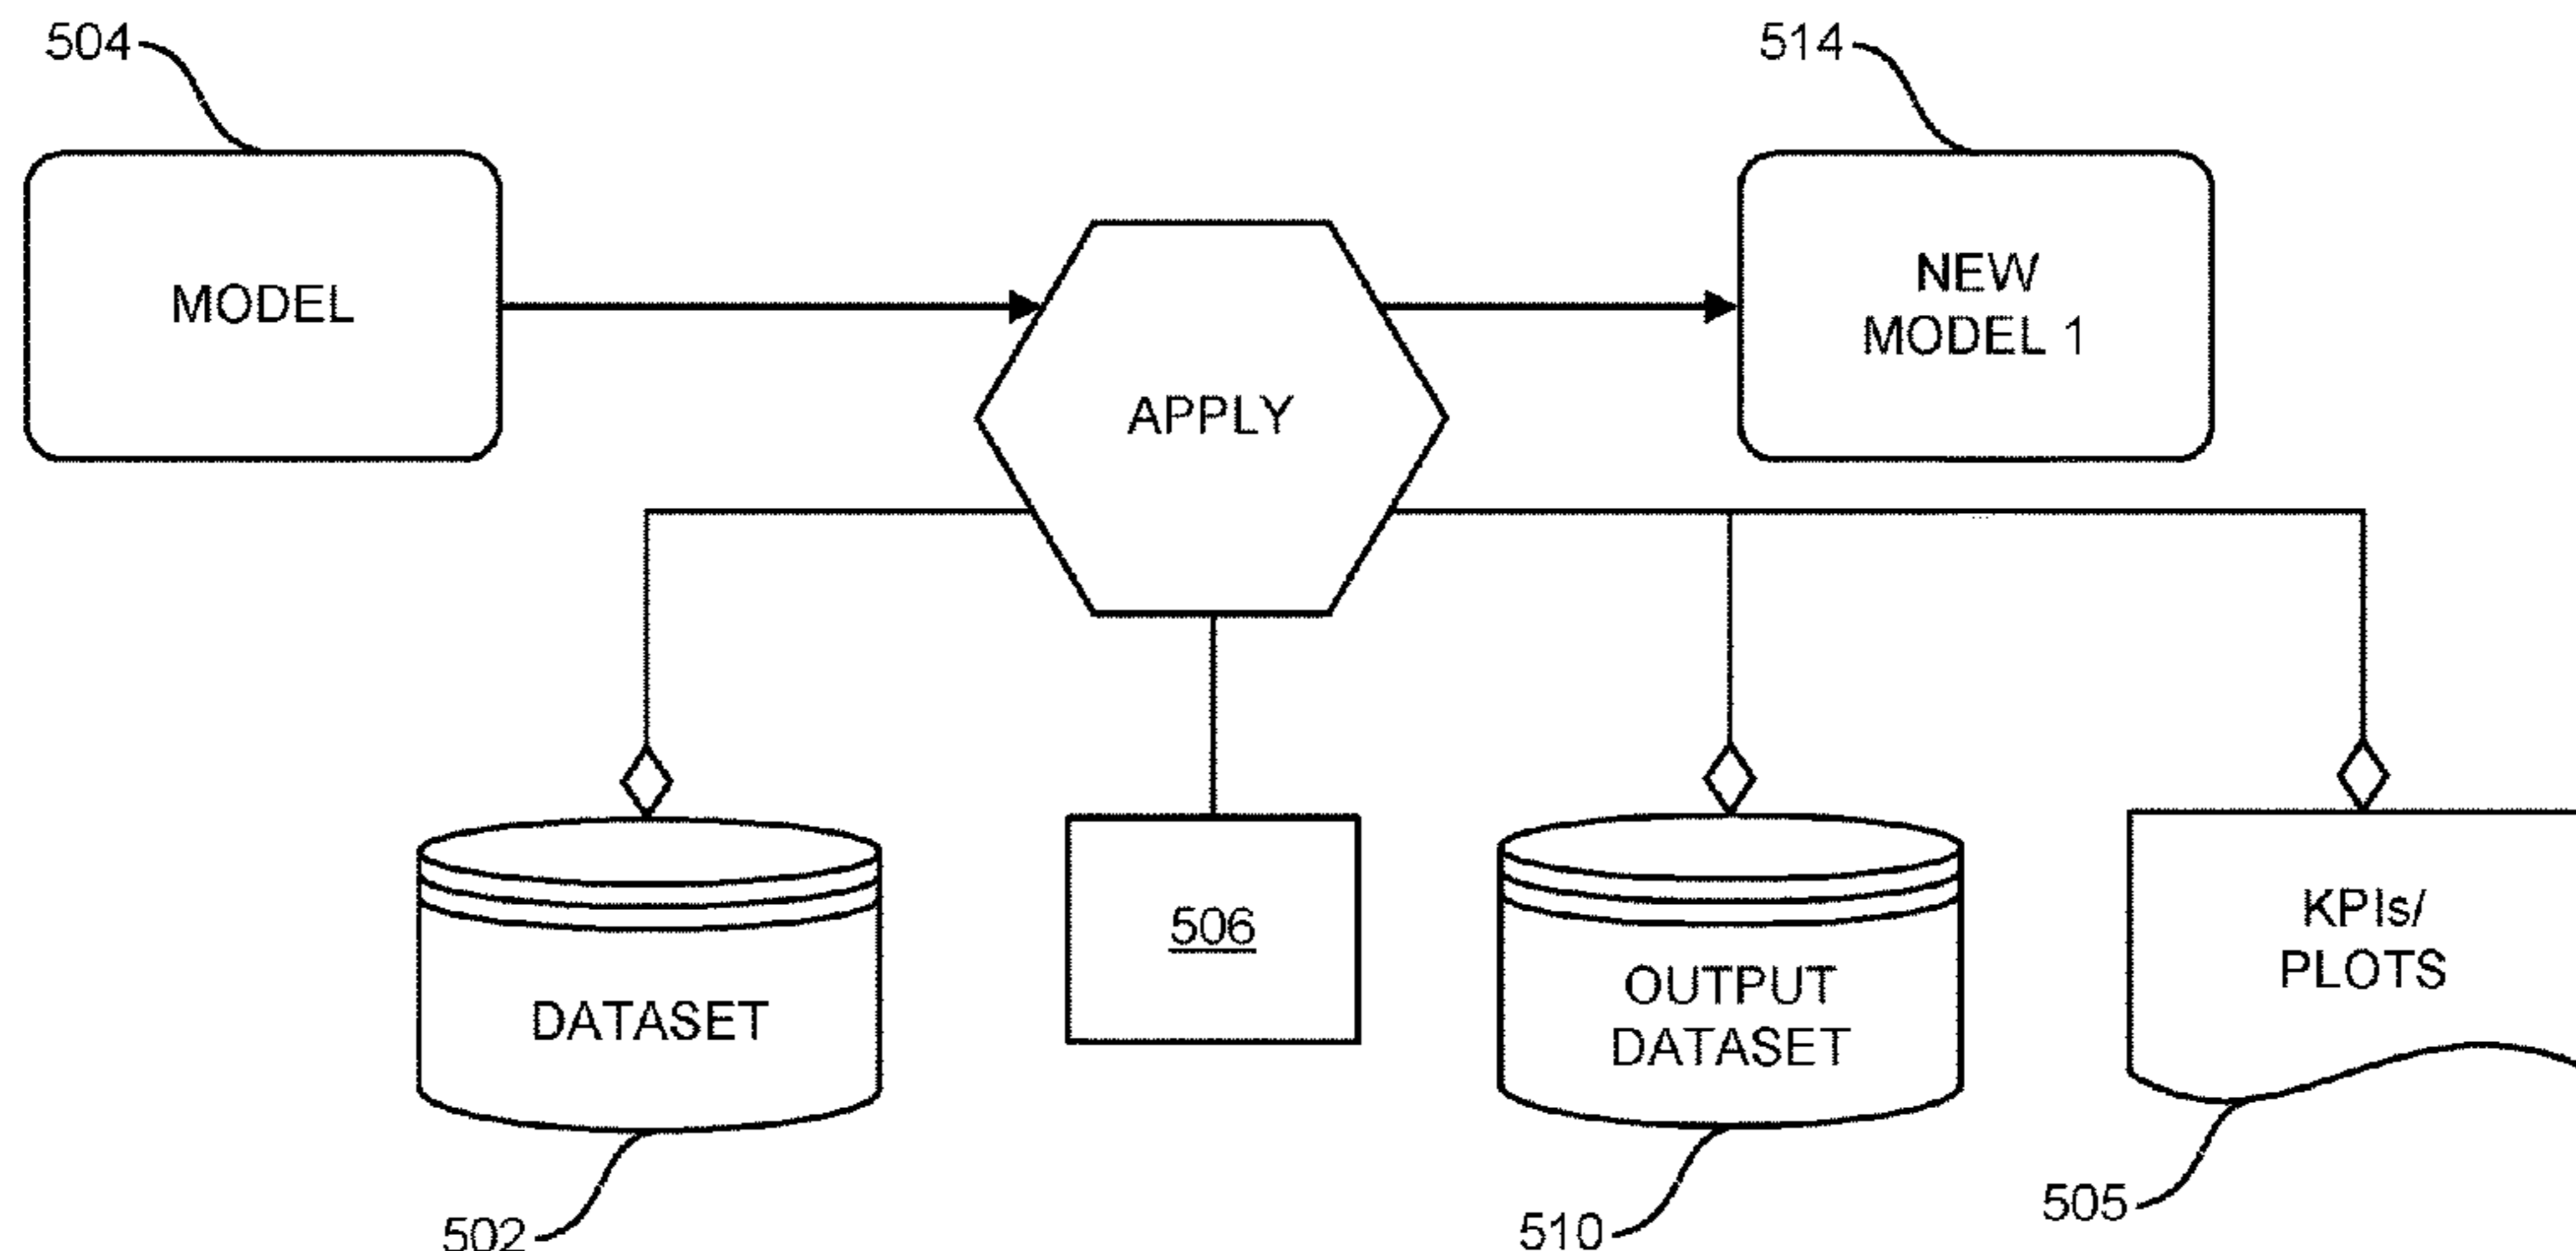 504
514
MODEL
NEW
MODEL 1
APPLY
506
DATASET
OUTPUT
DATASET
KPIs/
PLOTS
502
510
505